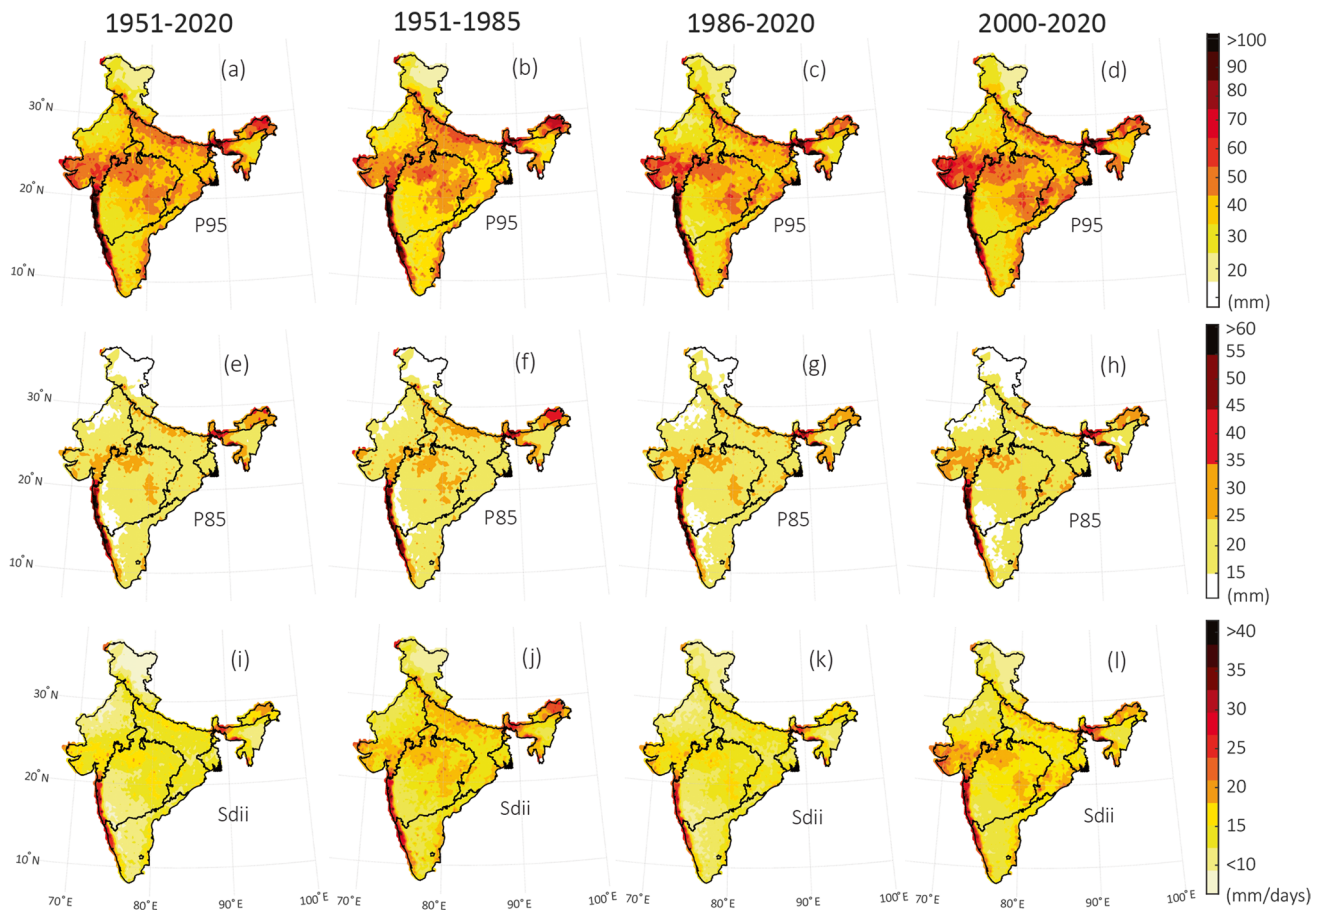 1951-2020 1951-1985 1986-2020 2000-2020
(a) (b) (c) (d)
30°N
20°N
10°N
P95 P95 P95 P95
>100
90
80
70
60
50
40
30
20
(mm)
(e) (f) (g) (h)
30°N
20°N
10°N
P85 P85 P85 P85
>60
55
50
45
40
35
30
25
20
15
(mm)
(i) (j) (k) (l)
30°N
20°N
10°N
Sdii Sdii Sdii Sdii
>40
35
30
25
20
15
<10
(mm/days)
70°E 80°E 90°E 100°E 80°E 90°E 100°E 70°E 80°E 90°E 100°E 70°E 80°E 90°E 100°E